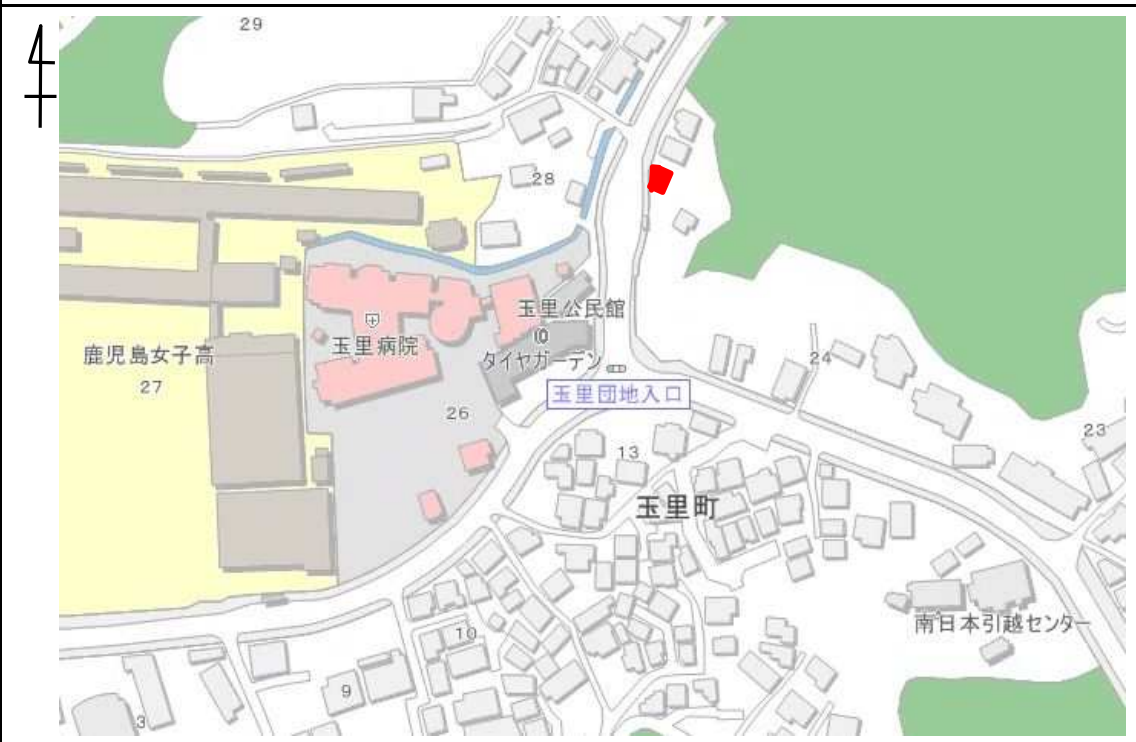 29
28
玉里公民館
タイヤガーデン
玉里病院
鹿児島女子高
27
24
玉里団地入口
26
23
13
玉里町
南日本引越センター
10
9
3